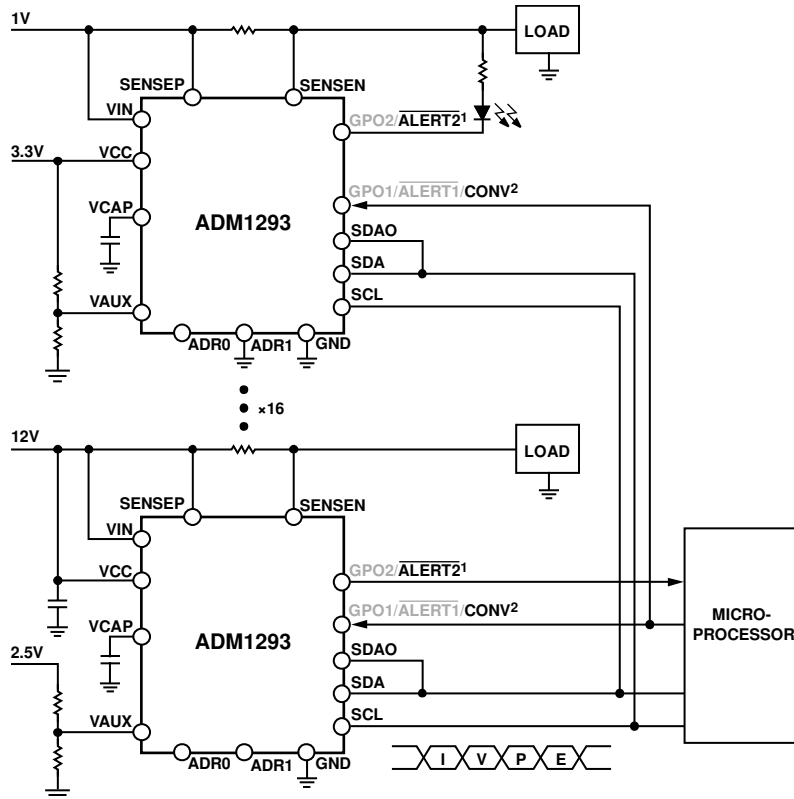 1V
LOAD
SENSEP
SENSEN
VIN
GPO2/ALERT2¹
3.3V
VCC
GPO1/ALERT1/CONV²
VCAP
ADM1293
SDAO
SDA
SCL
VAUX
ADR0
ADR1
GND
×16
12V
LOAD
SENSEP
SENSEN
VIN
GPO2/ALERT2¹
VCC
GPO1/ALERT1/CONV²
MICRO-
PROCESSOR
VCAP
ADM1293
2.5V
SDAO
SDA
SCL
VAUX
ADR0
ADR1
GND
I V P E